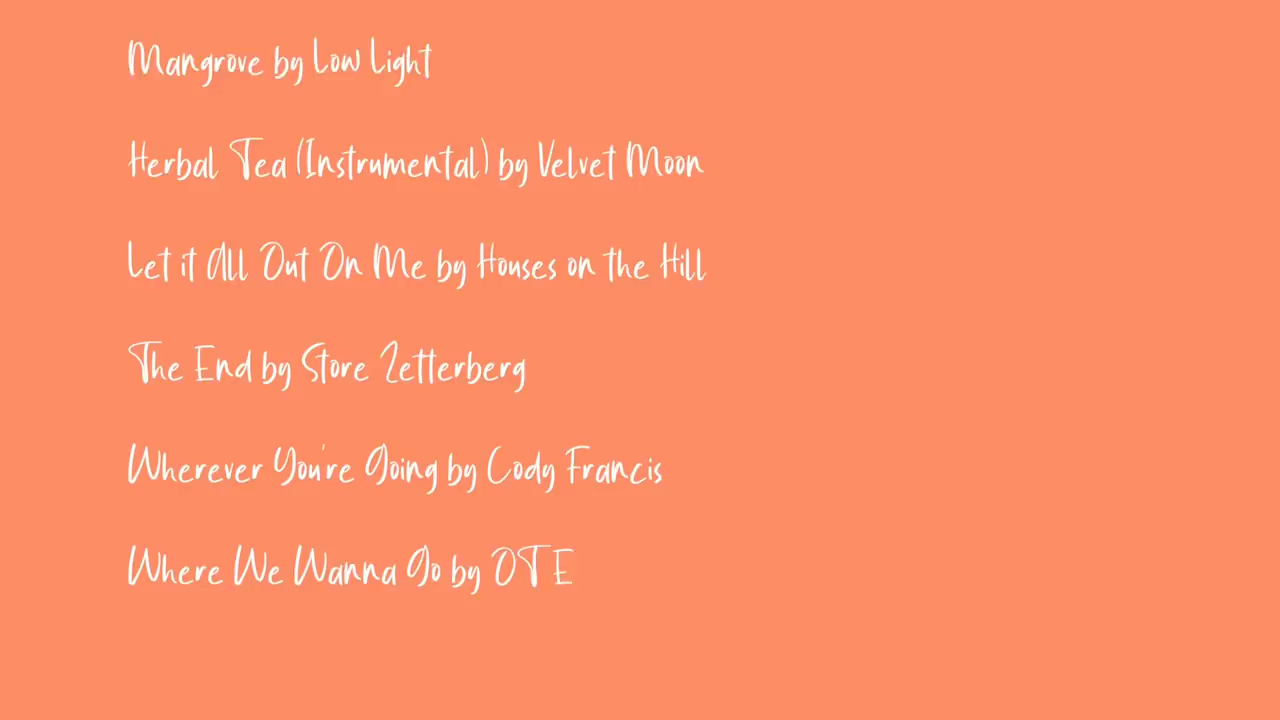 Mangrove by Low Light
Herbal Tea (Instrumental) by Velvet Moon
Let it All Out On Me by Houses on the Hill
The End by Store Zetterberg
Wherever You're Going by Cody Francis
Where We Wanna Go by OTE